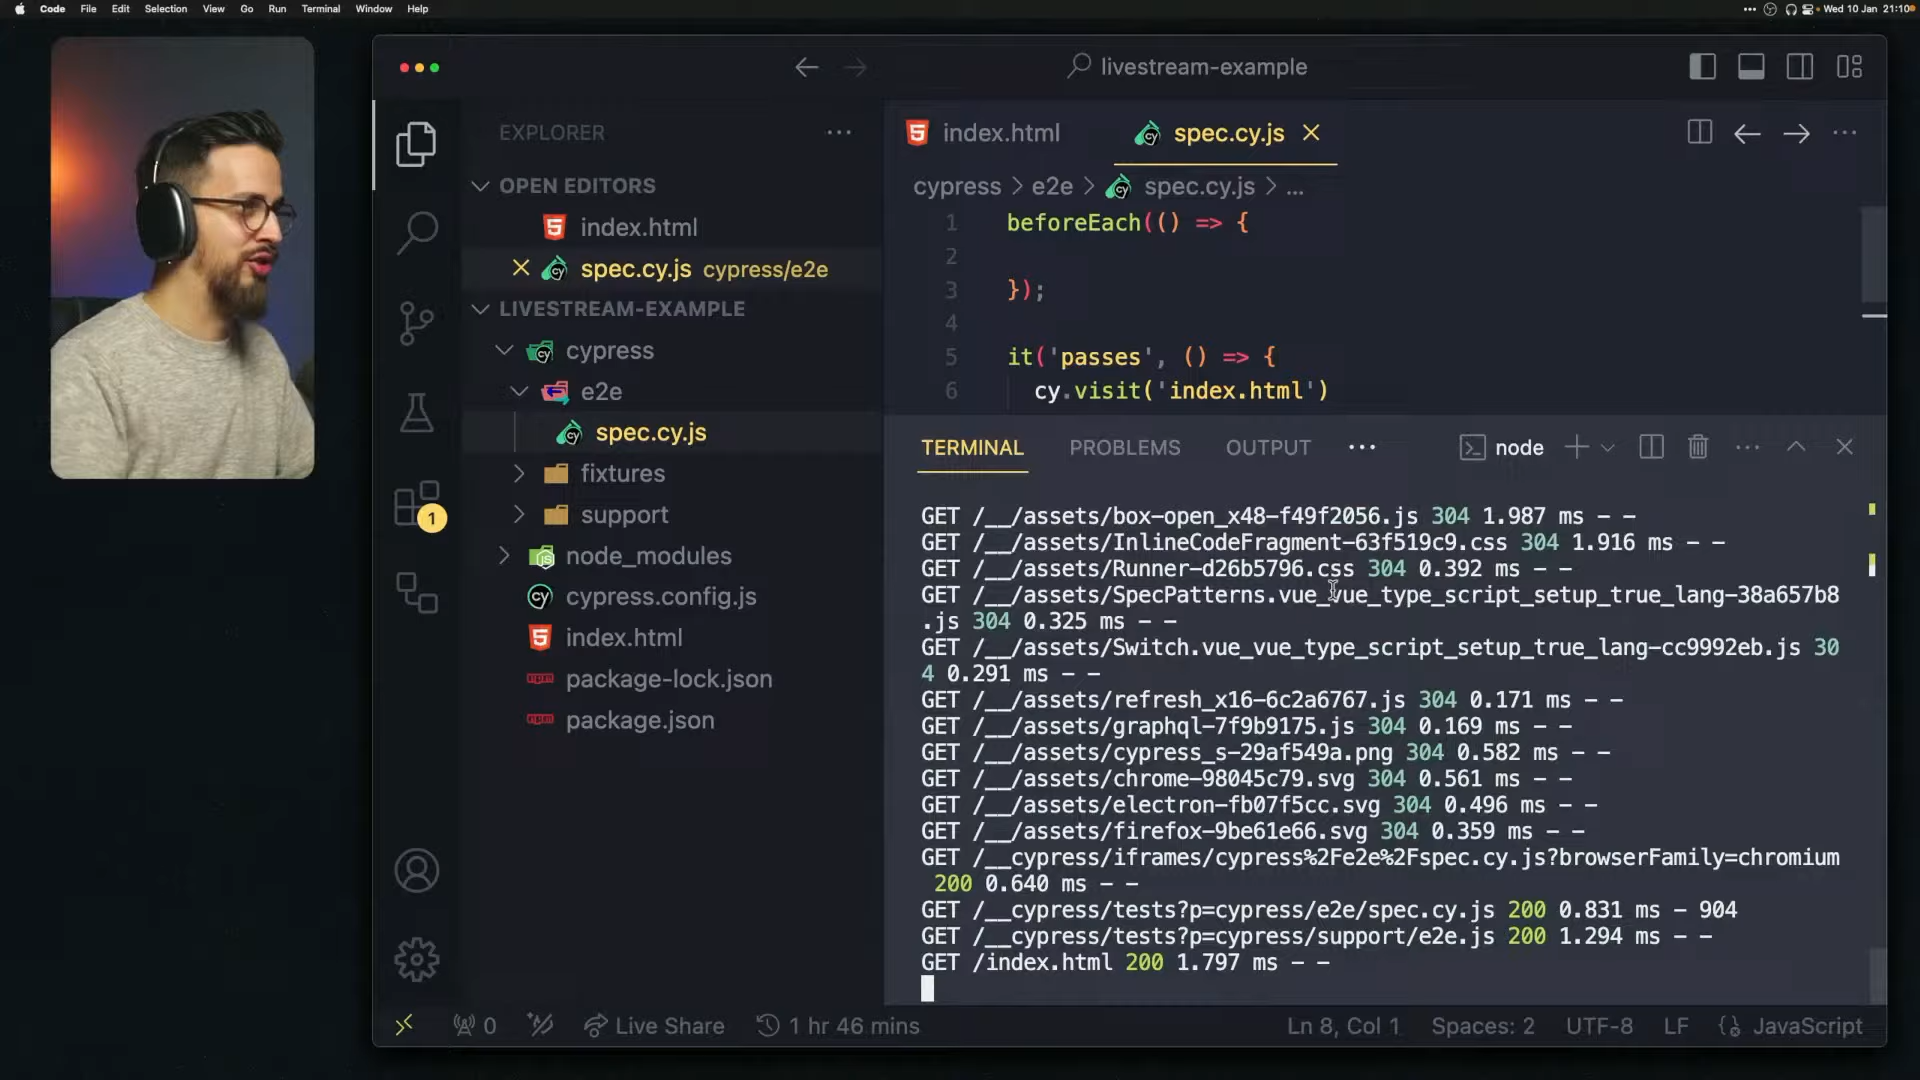 Code File Edit Selection View Go Run Terminal Window Help
Wed 10 Jan 21:10
livestream-example
EXPLORER
OPEN EDITORS
index.html
spec.cy.js cypress/e2e
LIVESTREAM-EXAMPLE
cypress
e2e
spec.cy.js
fixtures
support
node_modules
cypress.config.js
index.html
package-lock.json
package.json
1
index.html
spec.cy.js
cypress > e2e > spec.cy.js > ...
1 beforeEach(() => {
2
3 });
4
5 it('passes', () => {
6 cy.visit('index.html')
TERMINAL PROBLEMS OUTPUT ... node
GET /__/assets/box-open_x48-f49f2056.js 304 1.987 ms - -
GET /__/assets/InlineCodeFragment-63f519c9.css 304 1.916 ms - -
GET /__/assets/Runner-d26b5796.css 304 0.392 ms - -
GET /__/assets/SpecPatterns.vue_vue_type_script_setup_true_lang-38a657b8
.js 304 0.325 ms - -
GET /__/assets/Switch.vue_vue_type_script_setup_true_lang-cc9992eb.js 30
4 0.291 ms - -
GET /__/assets/refresh_x16-6c2a6767.js 304 0.171 ms - -
GET /__/assets/graphql-7f9b9175.js 304 0.169 ms - -
GET /__/assets/cypress_s-29af549a.png 304 0.582 ms - -
GET /__/assets/chrome-98045c79.svg 304 0.561 ms - -
GET /__/assets/electron-fb07f5cc.svg 304 0.496 ms - -
GET /__/assets/firefox-9be61e66.svg 304 0.359 ms - -
GET /__cypress/iframes/cypress%2Fe2e%2Fspec.cy.js?browserFamily=chromium
200 0.640 ms - -
GET /__cypress/tests?p=cypress/e2e/spec.cy.js 200 0.831 ms - 904
GET /__cypress/tests?p=cypress/support/e2e.js 200 1.294 ms - -
GET /index.html 200 1.797 ms - -
0 Live Share 1 hr 46 mins Ln 8, Col 1 Spaces: 2 UTF-8 LF JavaScript